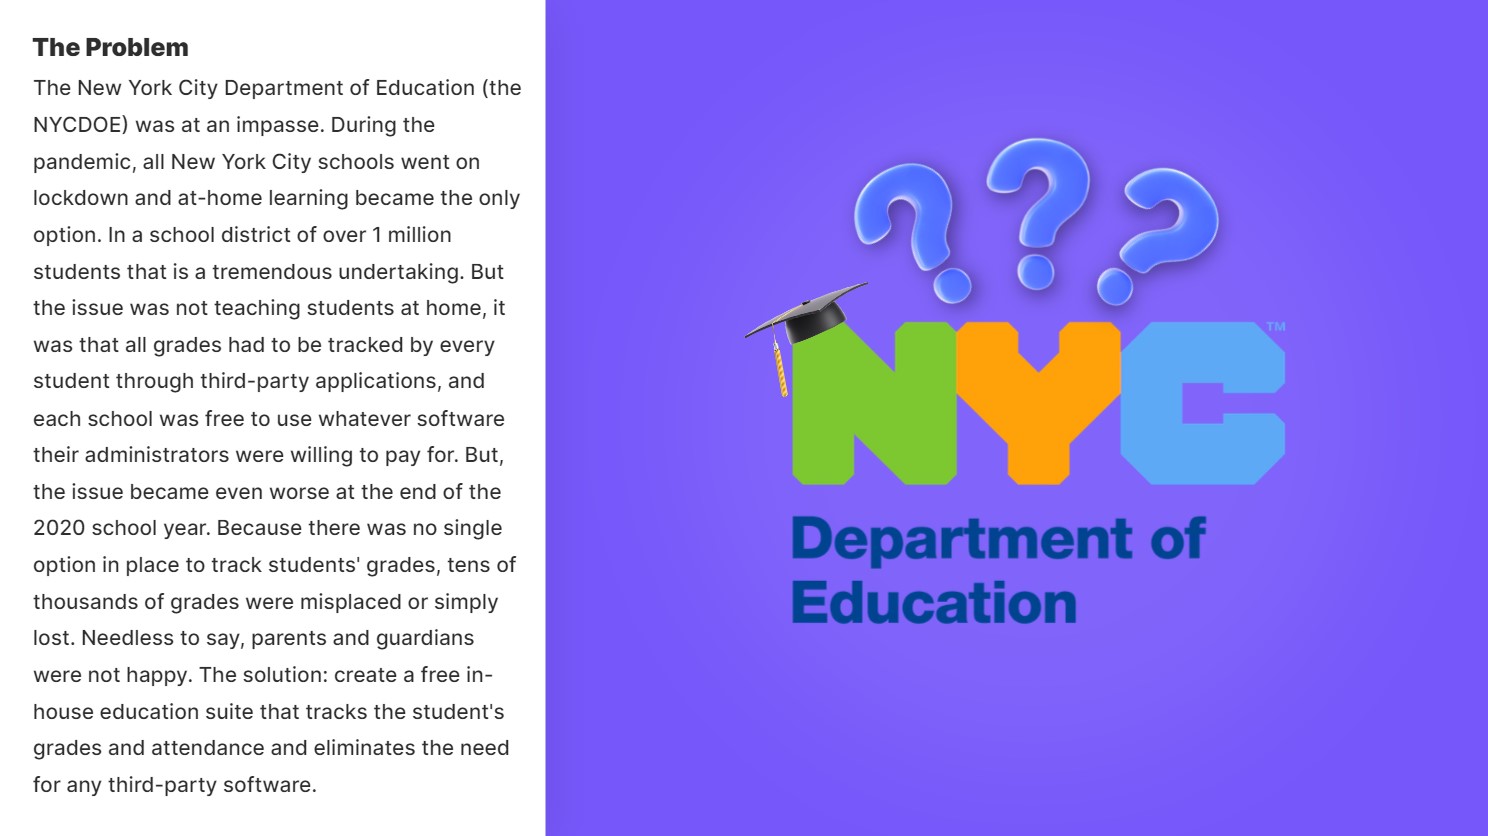 The Problem
The New York City Department of Education (the
NYCDOE) was at an impasse. During the
pandemic, all New York City schools went on
lockdown and at-home learning became the only
option. In a school district of over 1 million
students that is a tremendous undertaking. But
the issue was not teaching students at home, it
was that all grades had to be tracked by every
student through third-party applications, and
each school was free to use whatever software
their administrators were willing to pay for. But,
the issue became even worse at the end of the
2020 school year. Because there was no single
option in place to track students' grades, tens of
thousands of grades were misplaced or simply
lost. Needless to say, parents and guardians
were not happy. The solution: create a free in-
house education suite that tracks the student's
grades and attendance and eliminates the need
for any third-party software.
???
NYC™
Department of
Education